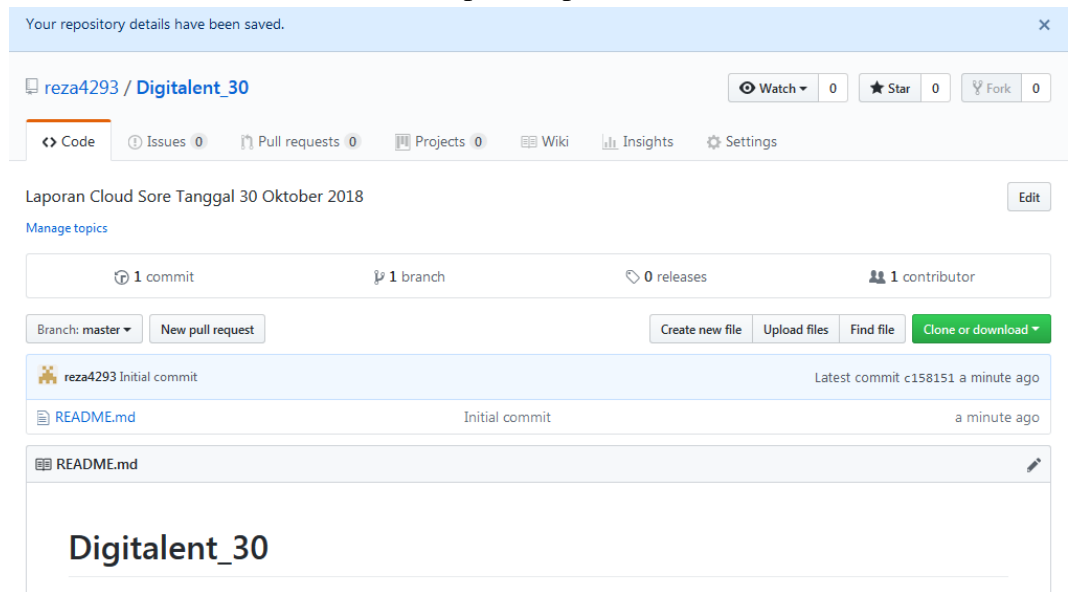 Your repository details have been saved. ×
reza4293 / Digitalent_30 Watch 0 Star 0 Fork 0
<> Code Issues 0 Pull requests 0 Projects 0 Wiki Insights Settings
Laporan Cloud Sore Tanggal 30 Oktober 2018 Edit
Manage topics
1 commit 1 branch 0 releases 1 contributor
Branch: master New pull request Create new file Upload files Find file Clone or download
reza4293 Initial commit Latest commit c158151 a minute ago
README.md Initial commit a minute ago
README.md
Digitalent_30